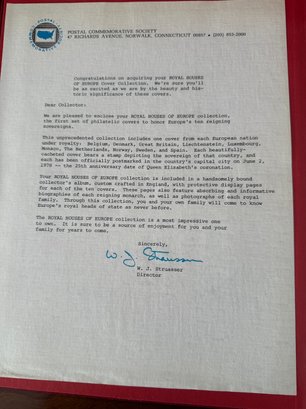 POSTAL COMMEMORATIVE SOCIETY
47 RICHARDS AVENUE, NORWALK, CONNECTICUT 06857 • (203) 853-2000
Congratulations on acquiring your ROYAL HOUSES
OF EUROPE Cover Collection. We're sure you'll
be as excited as we are by the beauty and his-
toric significance of these covers.
Dear Collector:
We are pleased to enclose your ROYAL HOUSES OF EUROPE collection,
the first set of philatelic covers to honor Europe's ten reigning
sovereigns.
This unprecedented collection includes one cover from each European nation
under royalty: Belgium, Denmark, Great Britain, Liechtenstein, Luxembourg,
Monaco, The Netherlands, Norway, Sweden, and Spain. Each beautifully-
cacheted cover bears a stamp depicting the sovereign of that country, and
each has been officially postmarked in the country's capital city on June 2,
1978 -- the 25th anniversary date of Queen Elizabeth's coronation.
Your ROYAL HOUSES OF EUROPE collection is included in a handsomely bound
collector's album, custom crafted in England, with protective display pages
for each of the ten covers. These pages also feature absorbing and informative
biographies of each reigning monarch, as well as photographs of each royal
family. Through this collection, you and your own family will come to know
Europe's royal heads of state as never before.
The ROYAL HOUSES OF EUROPE collection is a most impressive one
to own. It is sure to be a source of enjoyment for you and your
family for years to come.
Sincerely,
W. J. Strausser
W. J. Strausser
Director